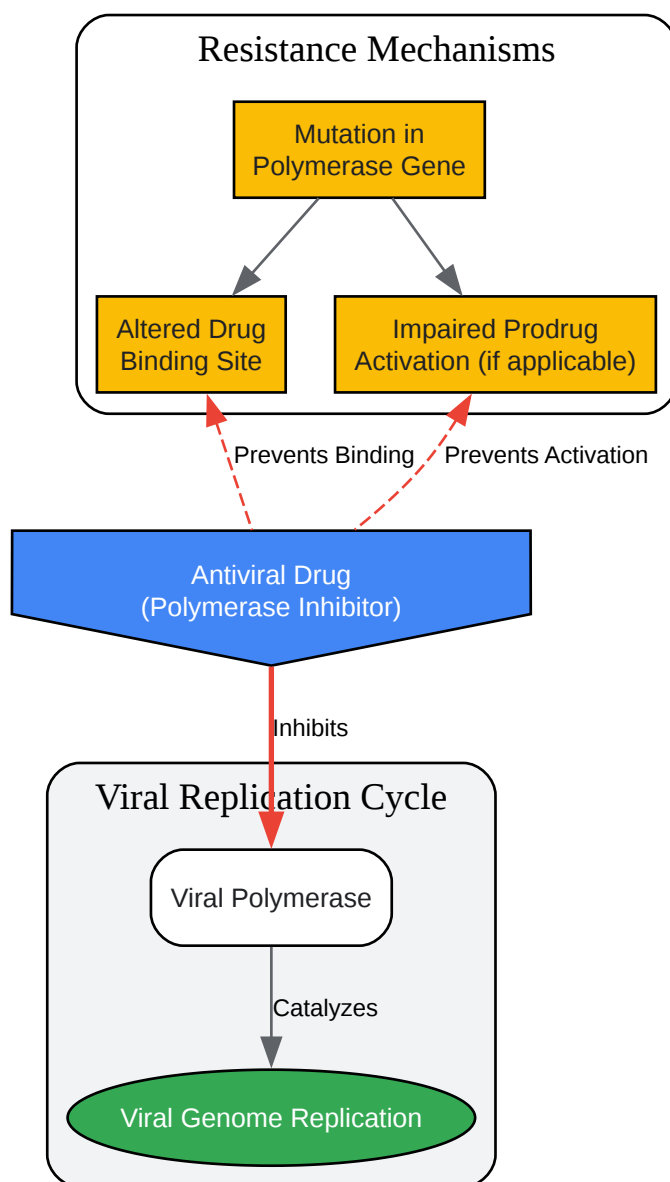 Resistance Mechanisms
Mutation in
Polymerase Gene
Altered Drug
Binding Site
Impaired Prodrug
Activation (if applicable)
Prevents Binding
Prevents Activation
Antiviral Drug
(Polymerase Inhibitor)
Inhibits
Viral Replication Cycle
Viral Polymerase
Catalyzes
Viral Genome Replication